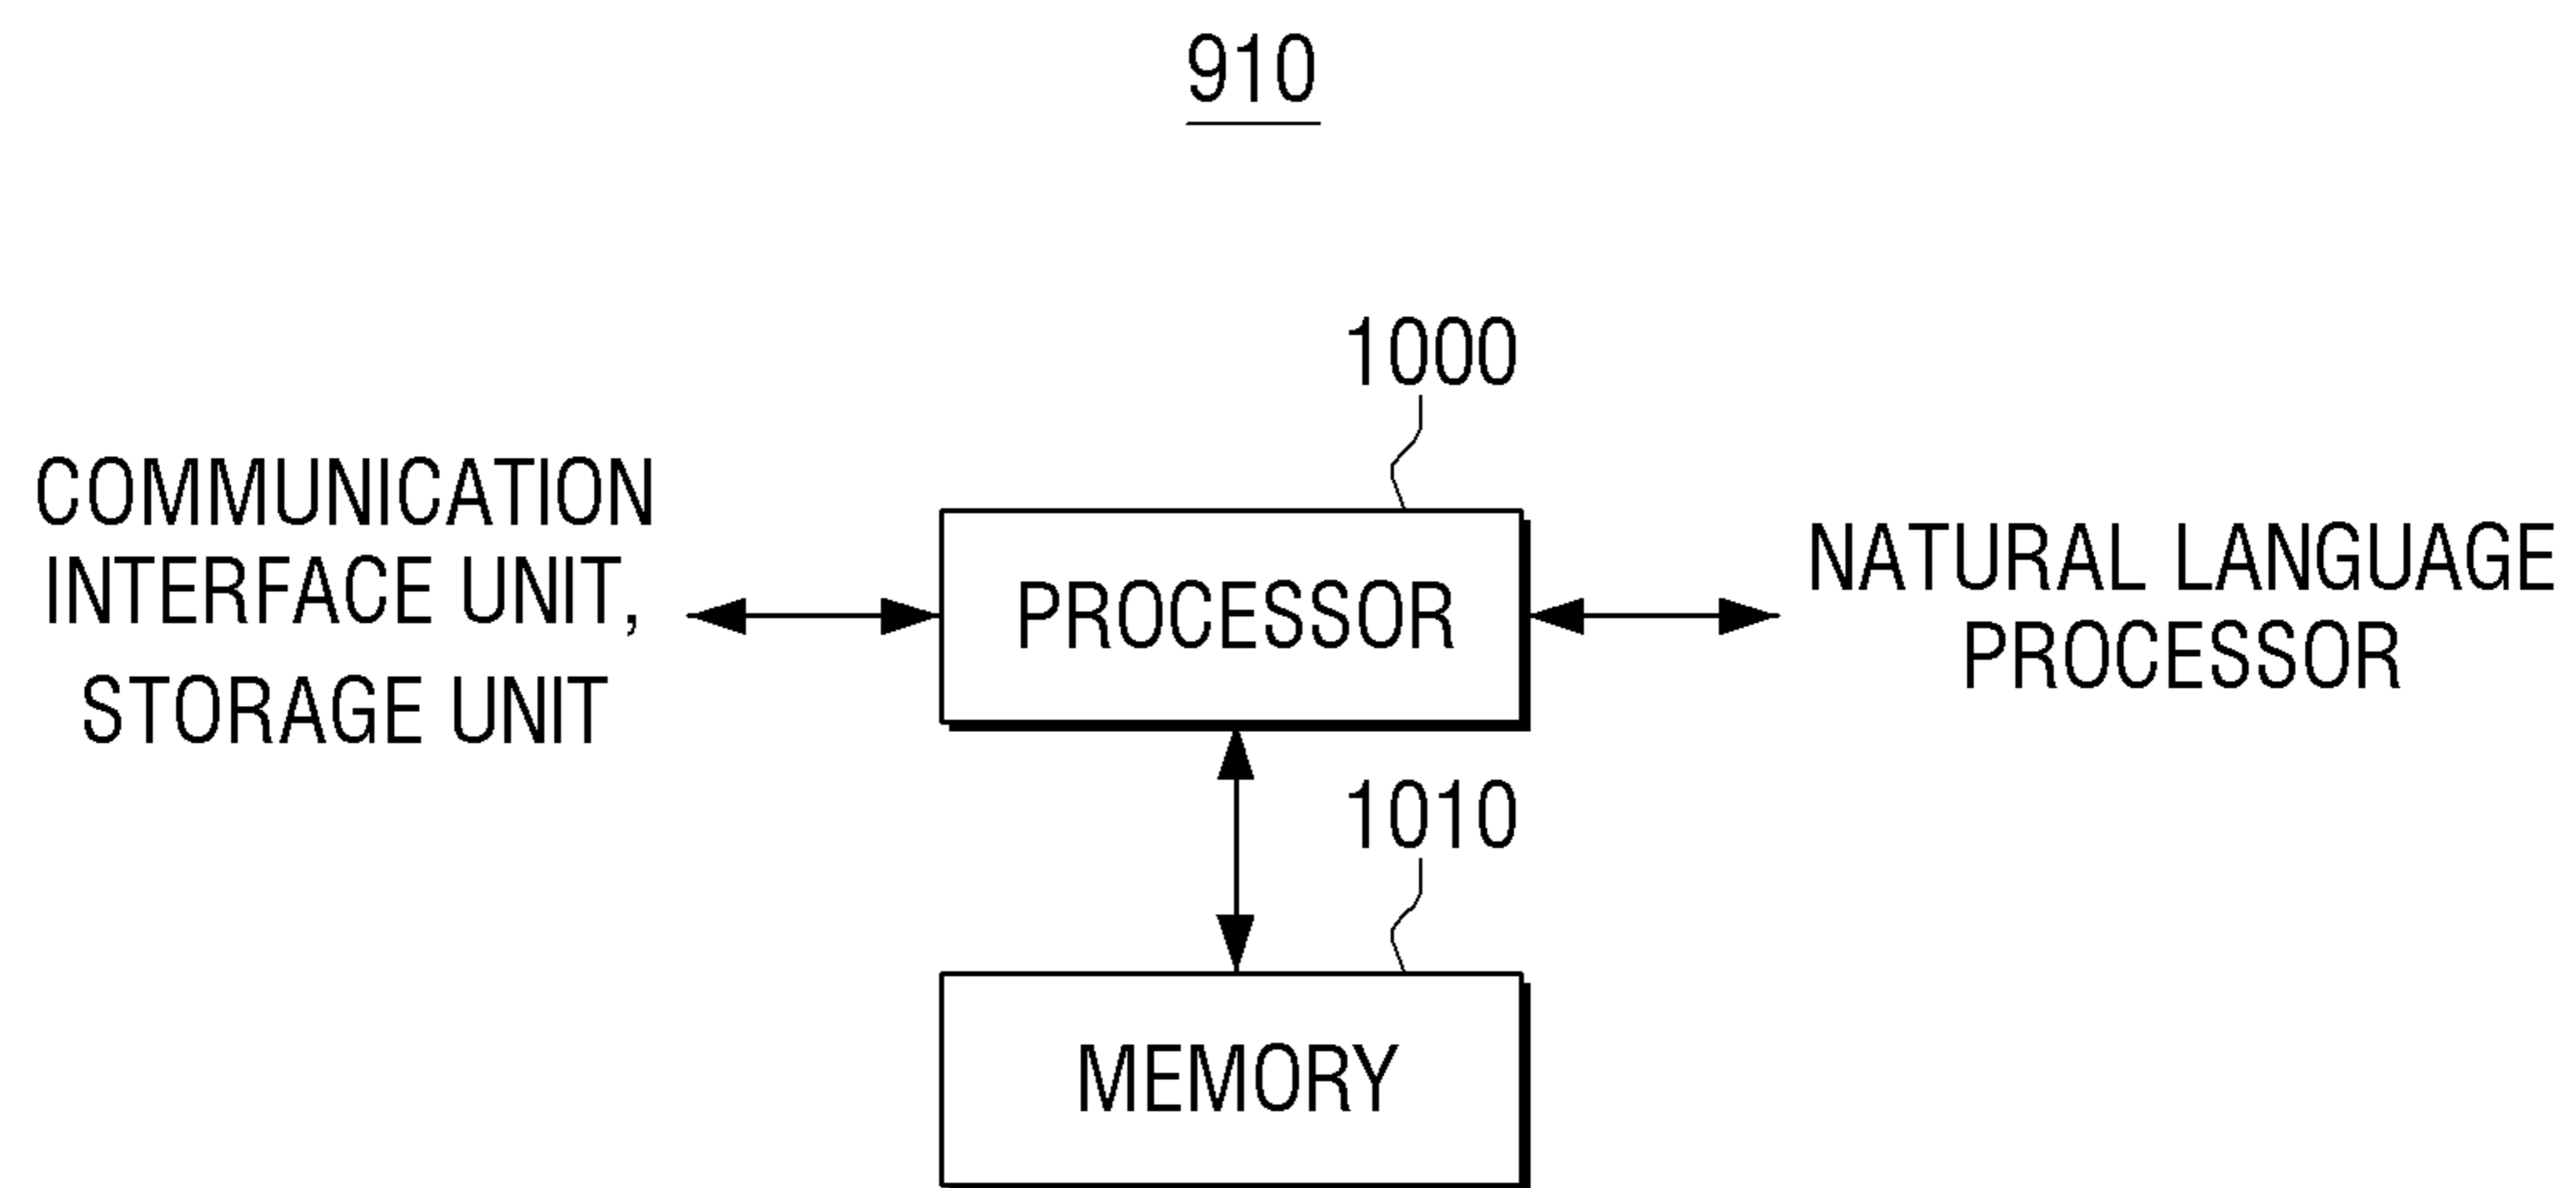 910
1000
COMMUNICATION
INTERFACE UNIT,
STORAGE UNIT
PROCESSOR
NATURAL LANGUAGE
PROCESSOR
1010
MEMORY